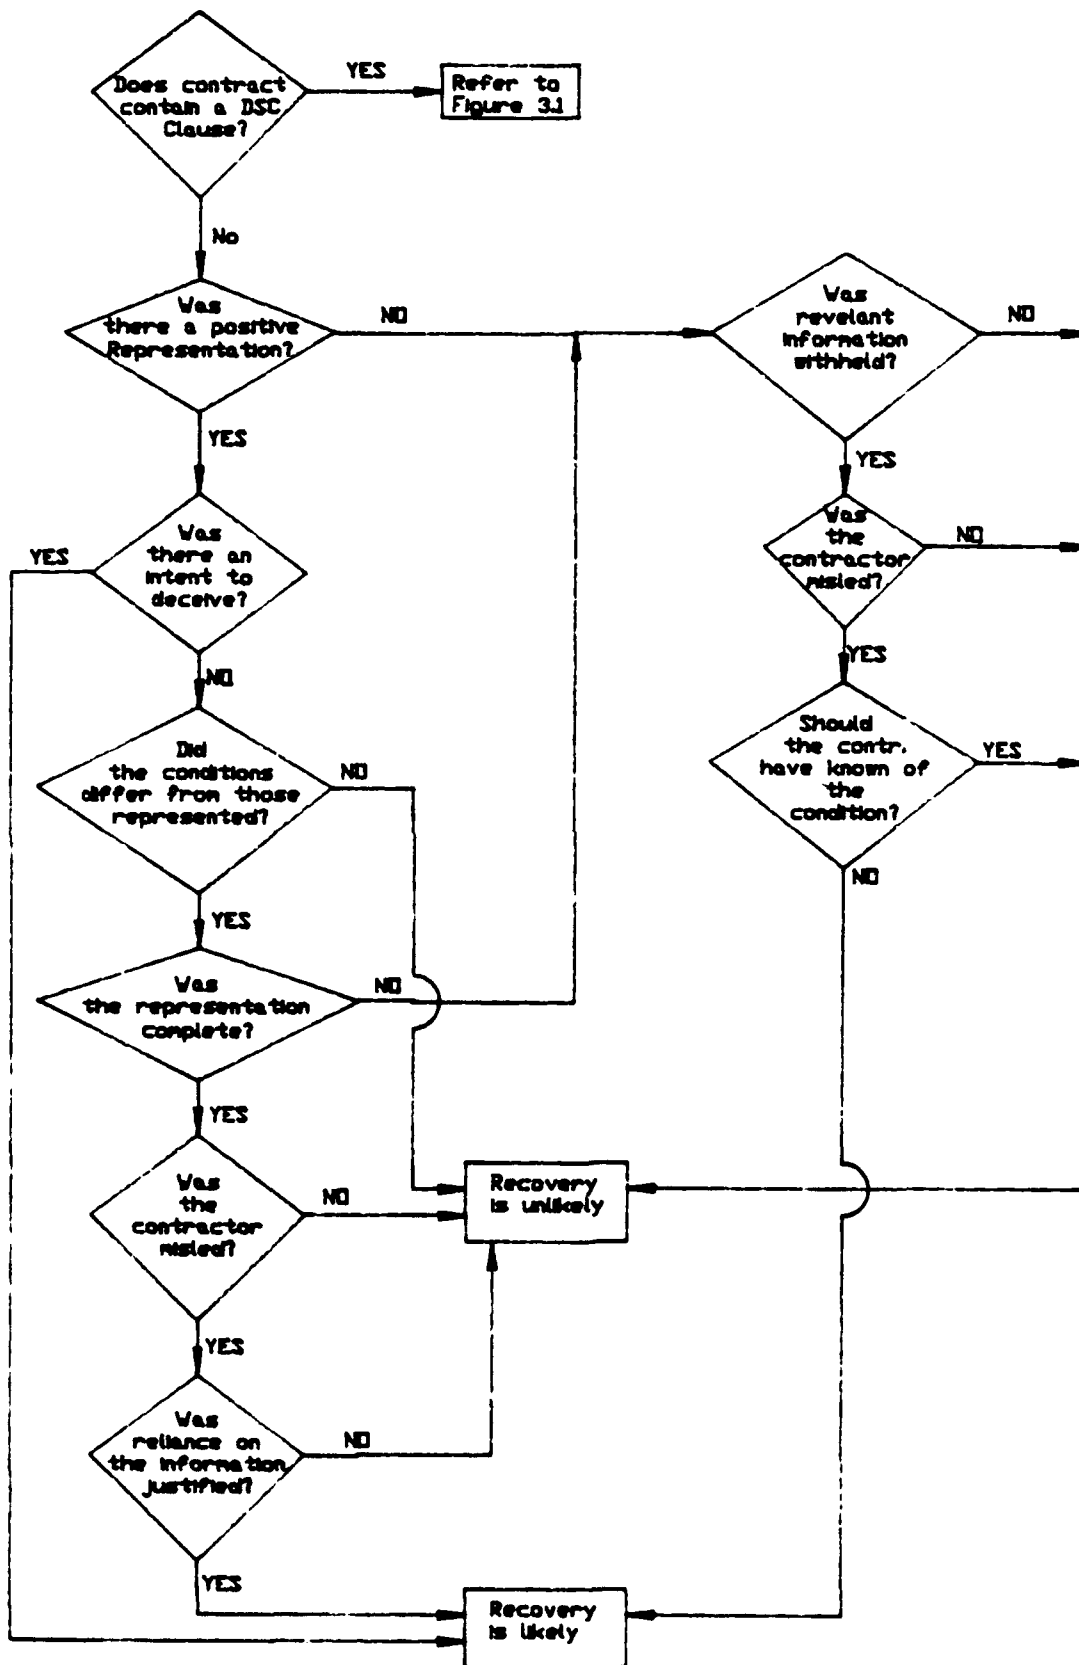 Does contract
contain a DSC
Clause?
YES
Refer to
Figure 3.1
No
Was
there a positive
Representation?
NO
Was
revelant
information
withheld?
NO
YES
YES
Was
there an
intent to
deceive?
YES
Was
the
contractor
misled?
NO
NO
YES
Did
the conditions
differ from those
represented?
NO
Should
the contr.
have known of
the
condition?
YES
NO
YES
Was
the representation
complete?
NO
YES
Was
the
contractor
misled?
NO
Recovery
is unlikely
YES
Was
reliance on
the information
justified?
NO
YES
Recovery
is likely